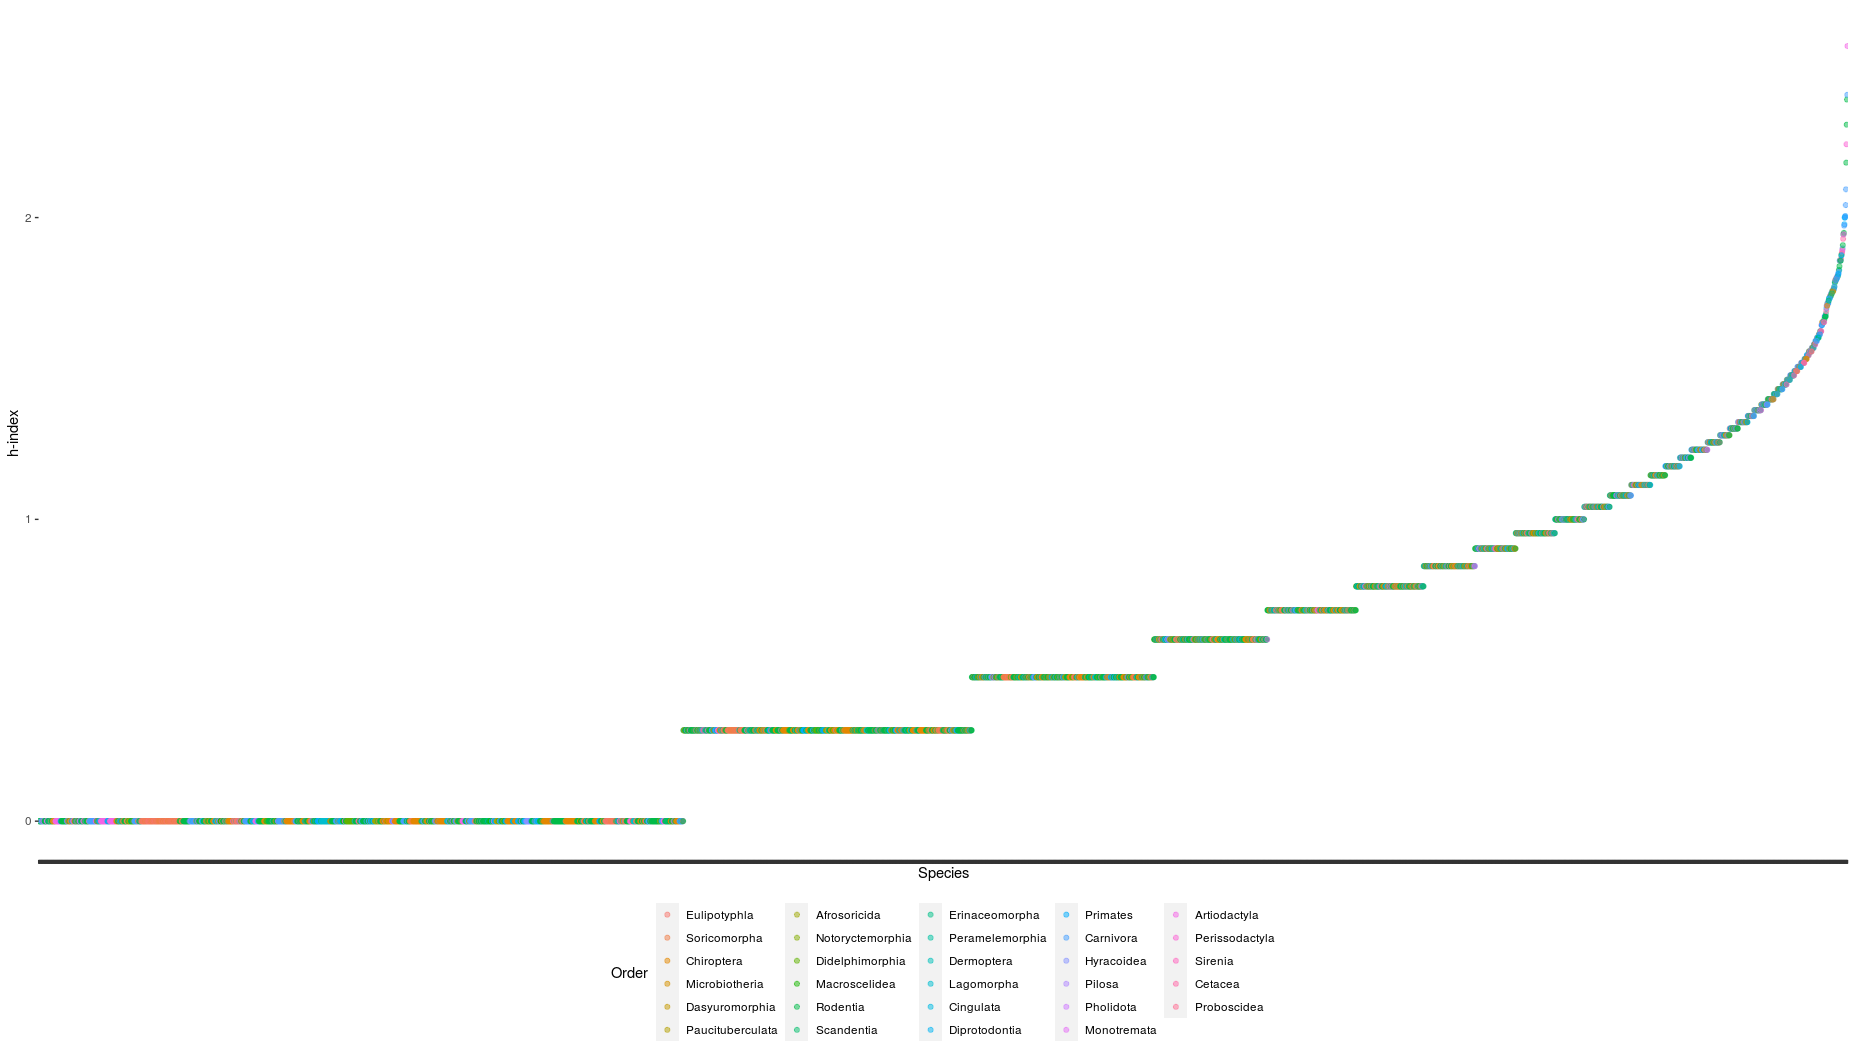 2
1
0
h-index
Species
Order
Eulipotyphla
Soricomorpha
Chiroptera
Microbiotheria
Dasyuromorphia
Paucituberculata
Afrosoricida
Notoryctemorphia
Didelphimorphia
Macroscelidea
Rodentia
Scandentia
Erinaceomorpha
Peramelemorphia
Dermoptera
Lagomorpha
Cingulata
Diprotodontia
Primates
Carnivora
Hyracoidea
Pilosa
Pholidota
Monotremata
Artiodactyla
Perissodactyla
Sirenia
Cetacea
Proboscidea